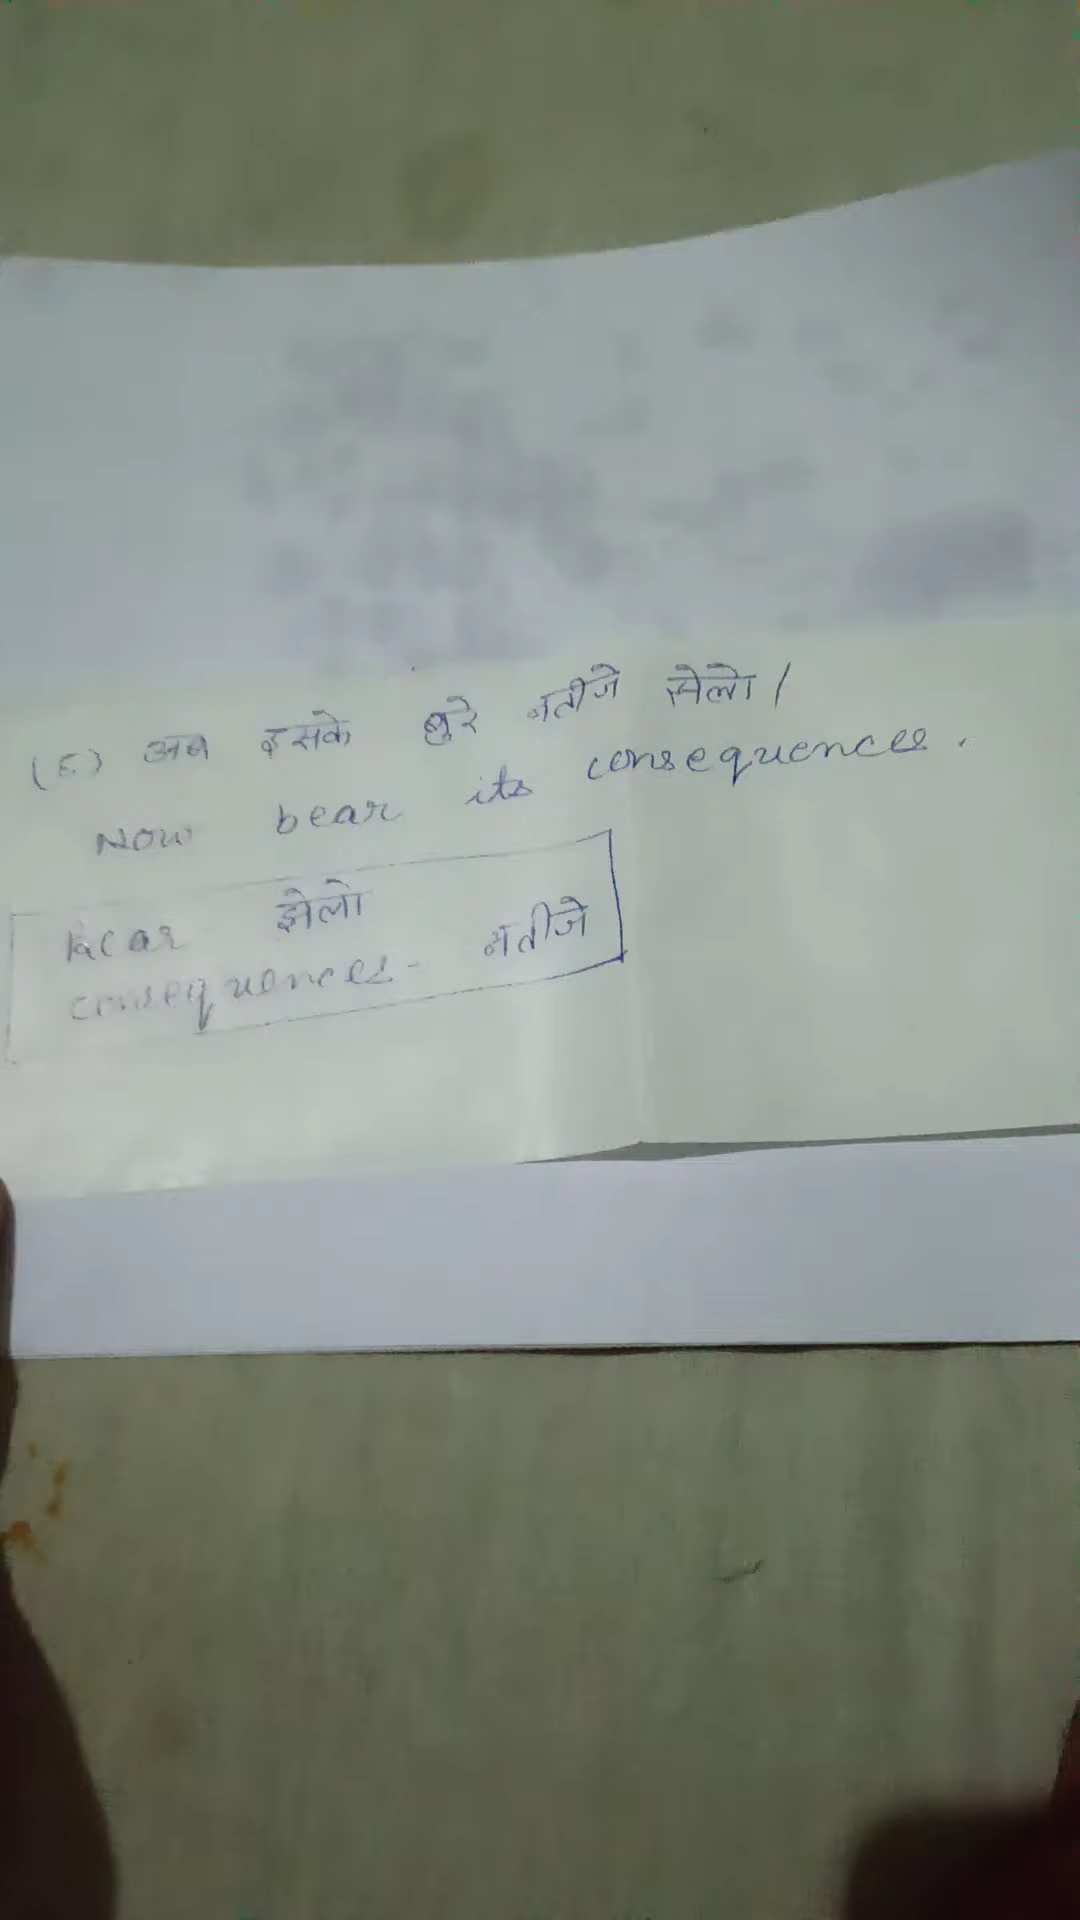 (E) अब इसके बुरे नतीजे झेलो।
Now bear its consequences.
Bear झेलो
consequences - नतीजे